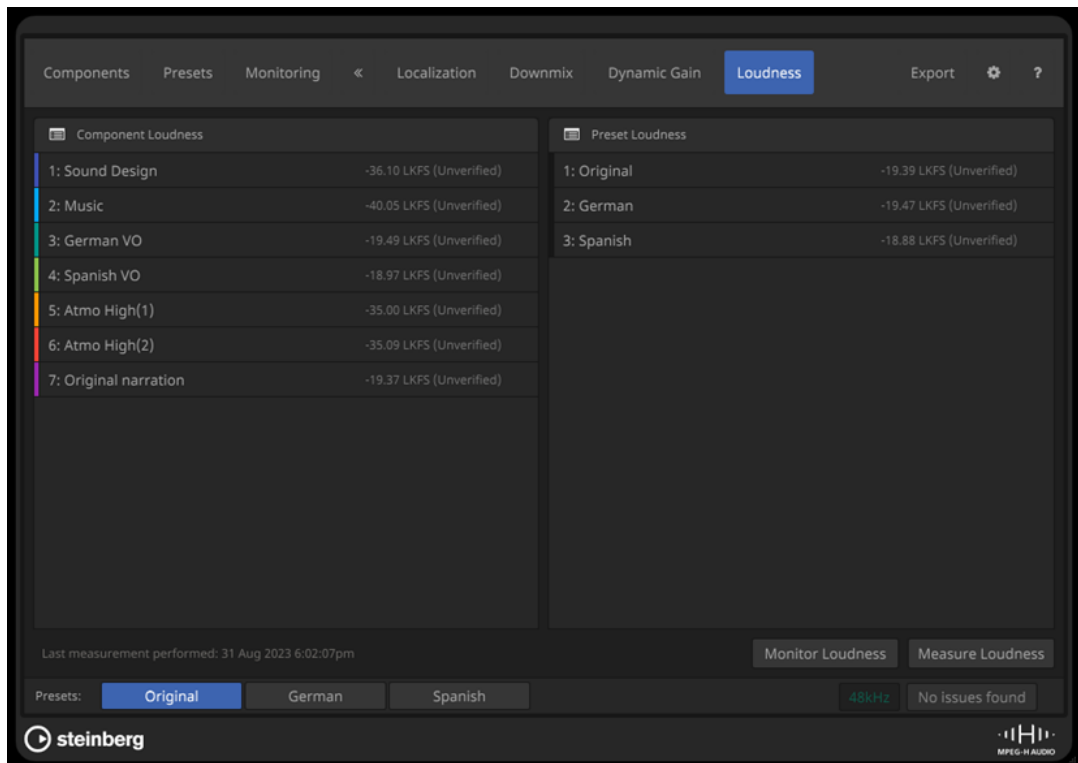 Components Presets Monitoring « Localization Downmix Dynamic Gain Loudness Export ?
Component Loudness
1: Sound Design -36.10 LKFS (Unverified)
2: Music -40.05 LKFS (Unverified)
3: German VO -19.49 LKFS (Unverified)
4: Spanish VO -18.97 LKFS (Unverified)
5: Atmo High(1) -35.00 LKFS (Unverified)
6: Atmo High(2) -35.09 LKFS (Unverified)
7: Original narration -19.37 LKFS (Unverified)
Preset Loudness
1: Original -19.39 LKFS (Unverified)
2: German -19.47 LKFS (Unverified)
3: Spanish -18.88 LKFS (Unverified)
Last measurement performed: 31 Aug 2023 6:02:07pm
Monitor Loudness Measure Loudness
Presets: Original German Spanish 48kHz No issues found
steinberg
MPEG-H AUDIO